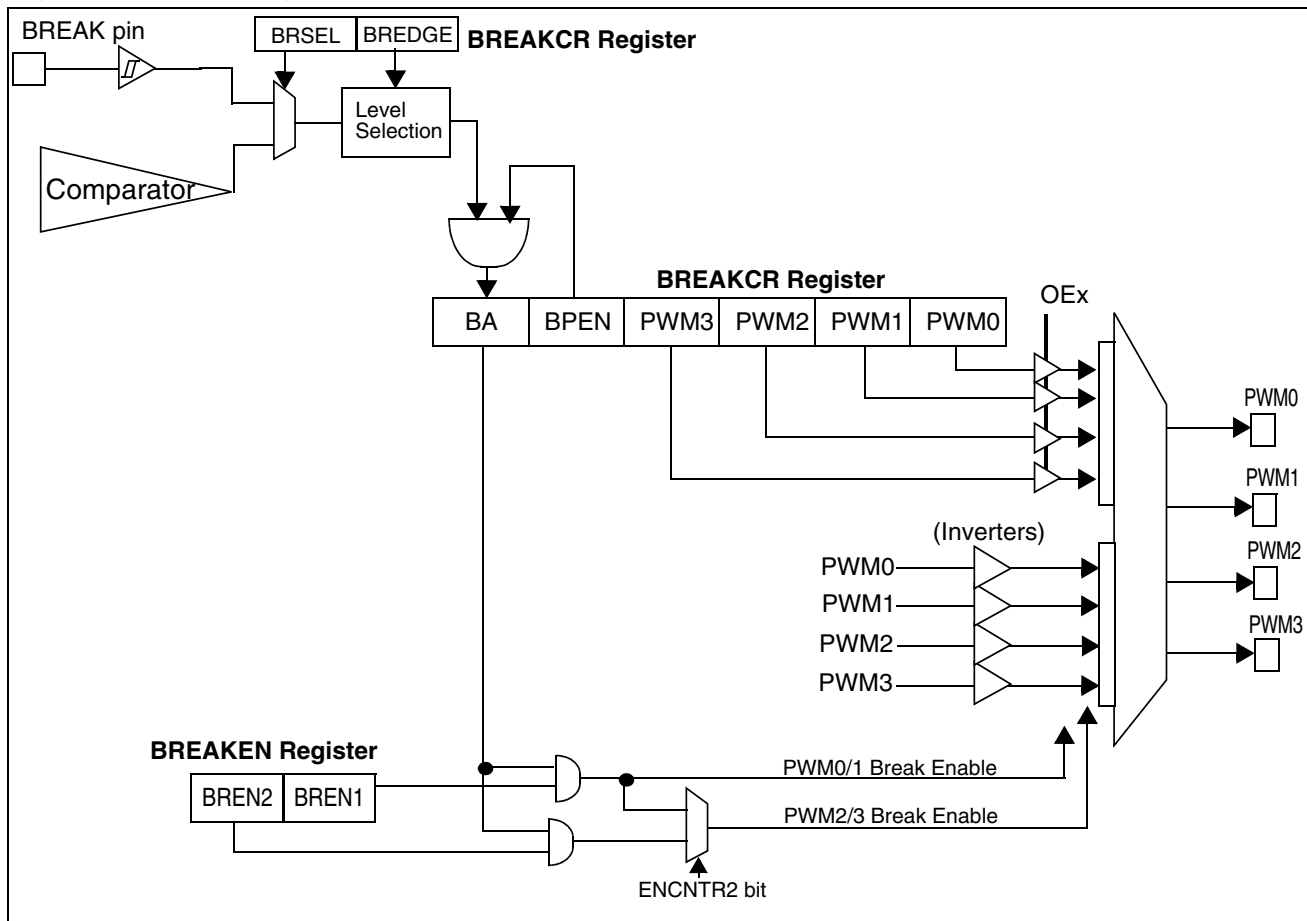 BREAK pin
BRSEL BREDGE BREAKCR Register
Level
Selection
Comparator
BREAKCR Register
OEx
BA BPEN PWM3 PWM2 PWM1 PWM0
PWM0
PWM1
PWM2
PWM3
(Inverters)
PWM0
PWM1
PWM2
PWM3
BREAKEN Register
BREN2 BREN1
PWM0/1 Break Enable
PWM2/3 Break Enable
ENCNTR2 bit